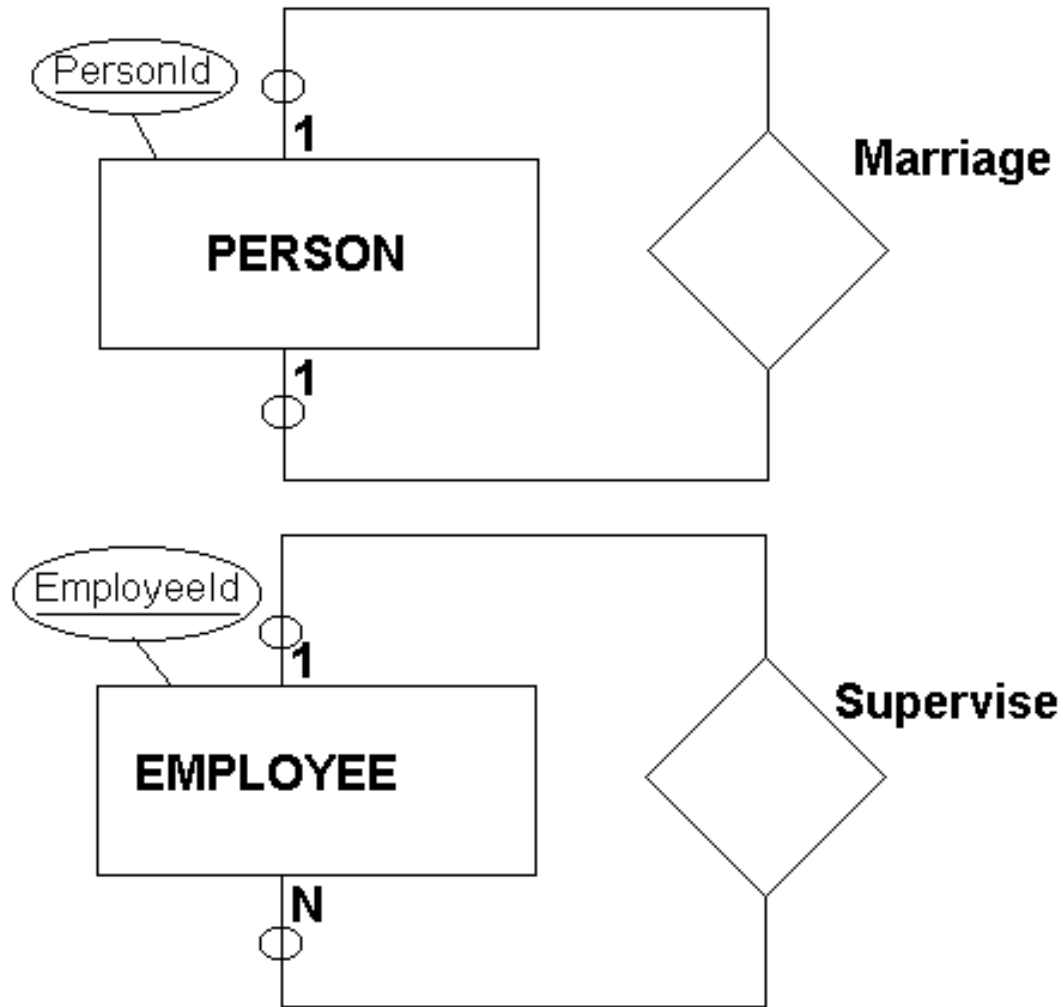 PersonId
1
Marriage
PERSON
1
EmployeeId
1
Supervise
EMPLOYEE
N